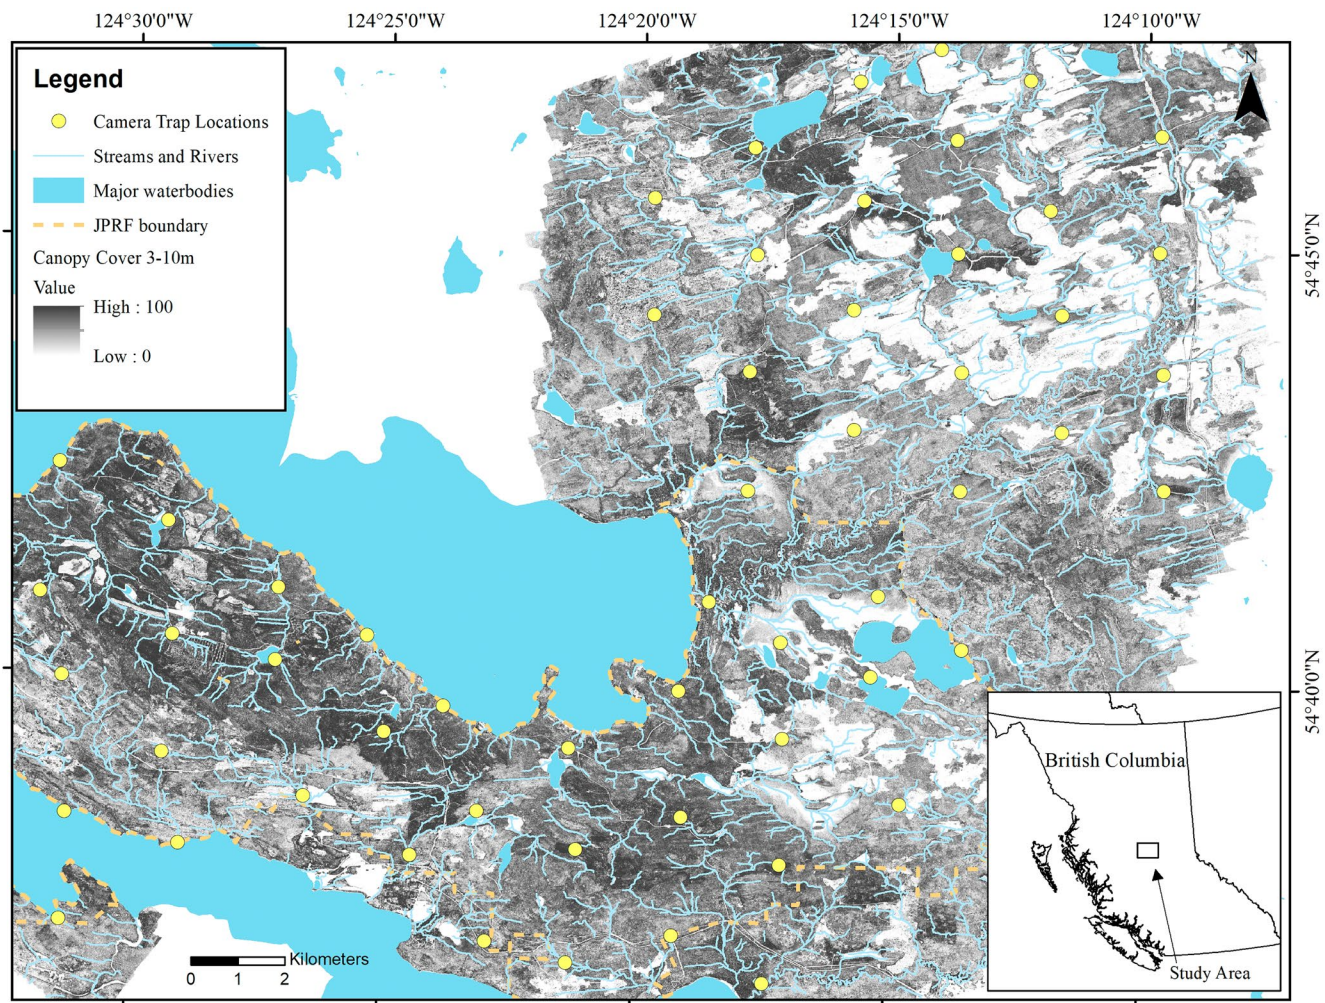 124°30'0"W 124°25'0"W 124°20'0"W 124°15'0"W 124°10'0"W
N
Legend
Camera Trap Locations
Streams and Rivers
Major waterbodies
JPRF boundary
Canopy Cover 3-10m
Value
High : 100
Low : 0
54°45'0"N
54°40'0"N
British Columbia
Study Area
0 1 2 Kilometers